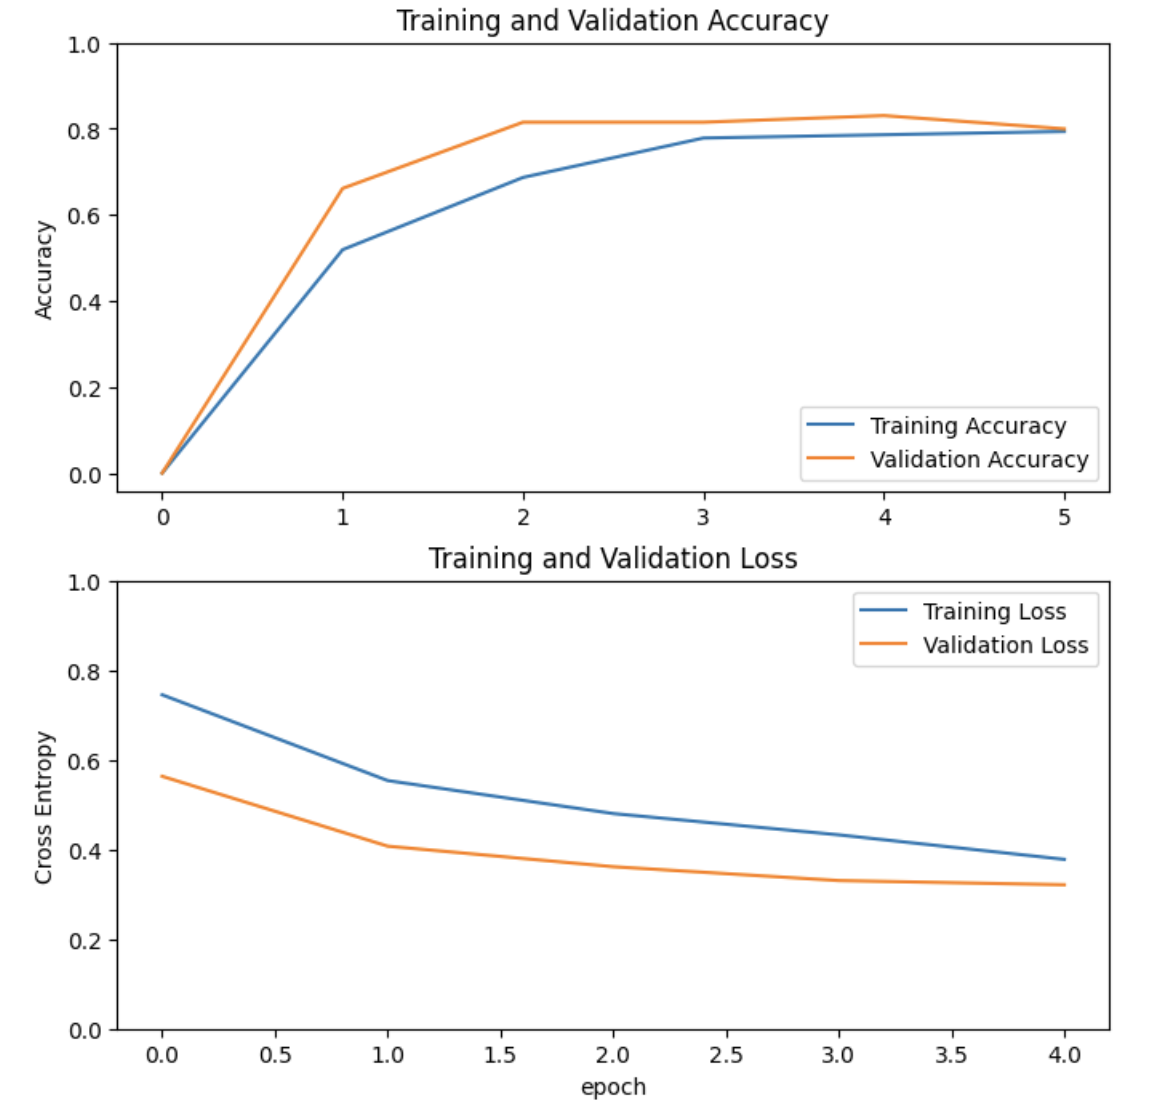 Training and Validation Accuracy
1.0
0.8
0.6
0.4
0.2
0.0
Accuracy
Training Accuracy
Validation Accuracy
0 1 2 3 4 5
Training and Validation Loss
1.0
0.8
0.6
0.4
0.2
0.0
Cross Entropy
Training Loss
Validation Loss
0.0 0.5 1.0 1.5 2.0 2.5 3.0 3.5 4.0
epoch